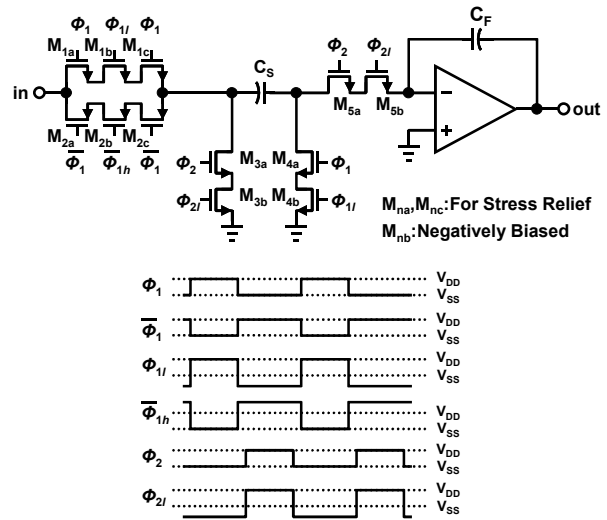 Φ1 Φ1l Φ1
M1a M1b M1c
in
M2a M2b M2c
Φ̅1 Φ̅1h Φ̅1
CS
Φ2 Φ2l
M5a M5b
CF
−
+
out
Φ2 M3a M4a Φ1
Φ2l M3b M4b Φ1l
Mna,Mnc:For Stress Relief
Mnb:Negatively Biased
Φ1 VDD
VSS
Φ̅1 VDD
VSS
Φ1l VDD
VSS
Φ̅1h VDD
VSS
Φ2 VDD
VSS
Φ2l VDD
VSS